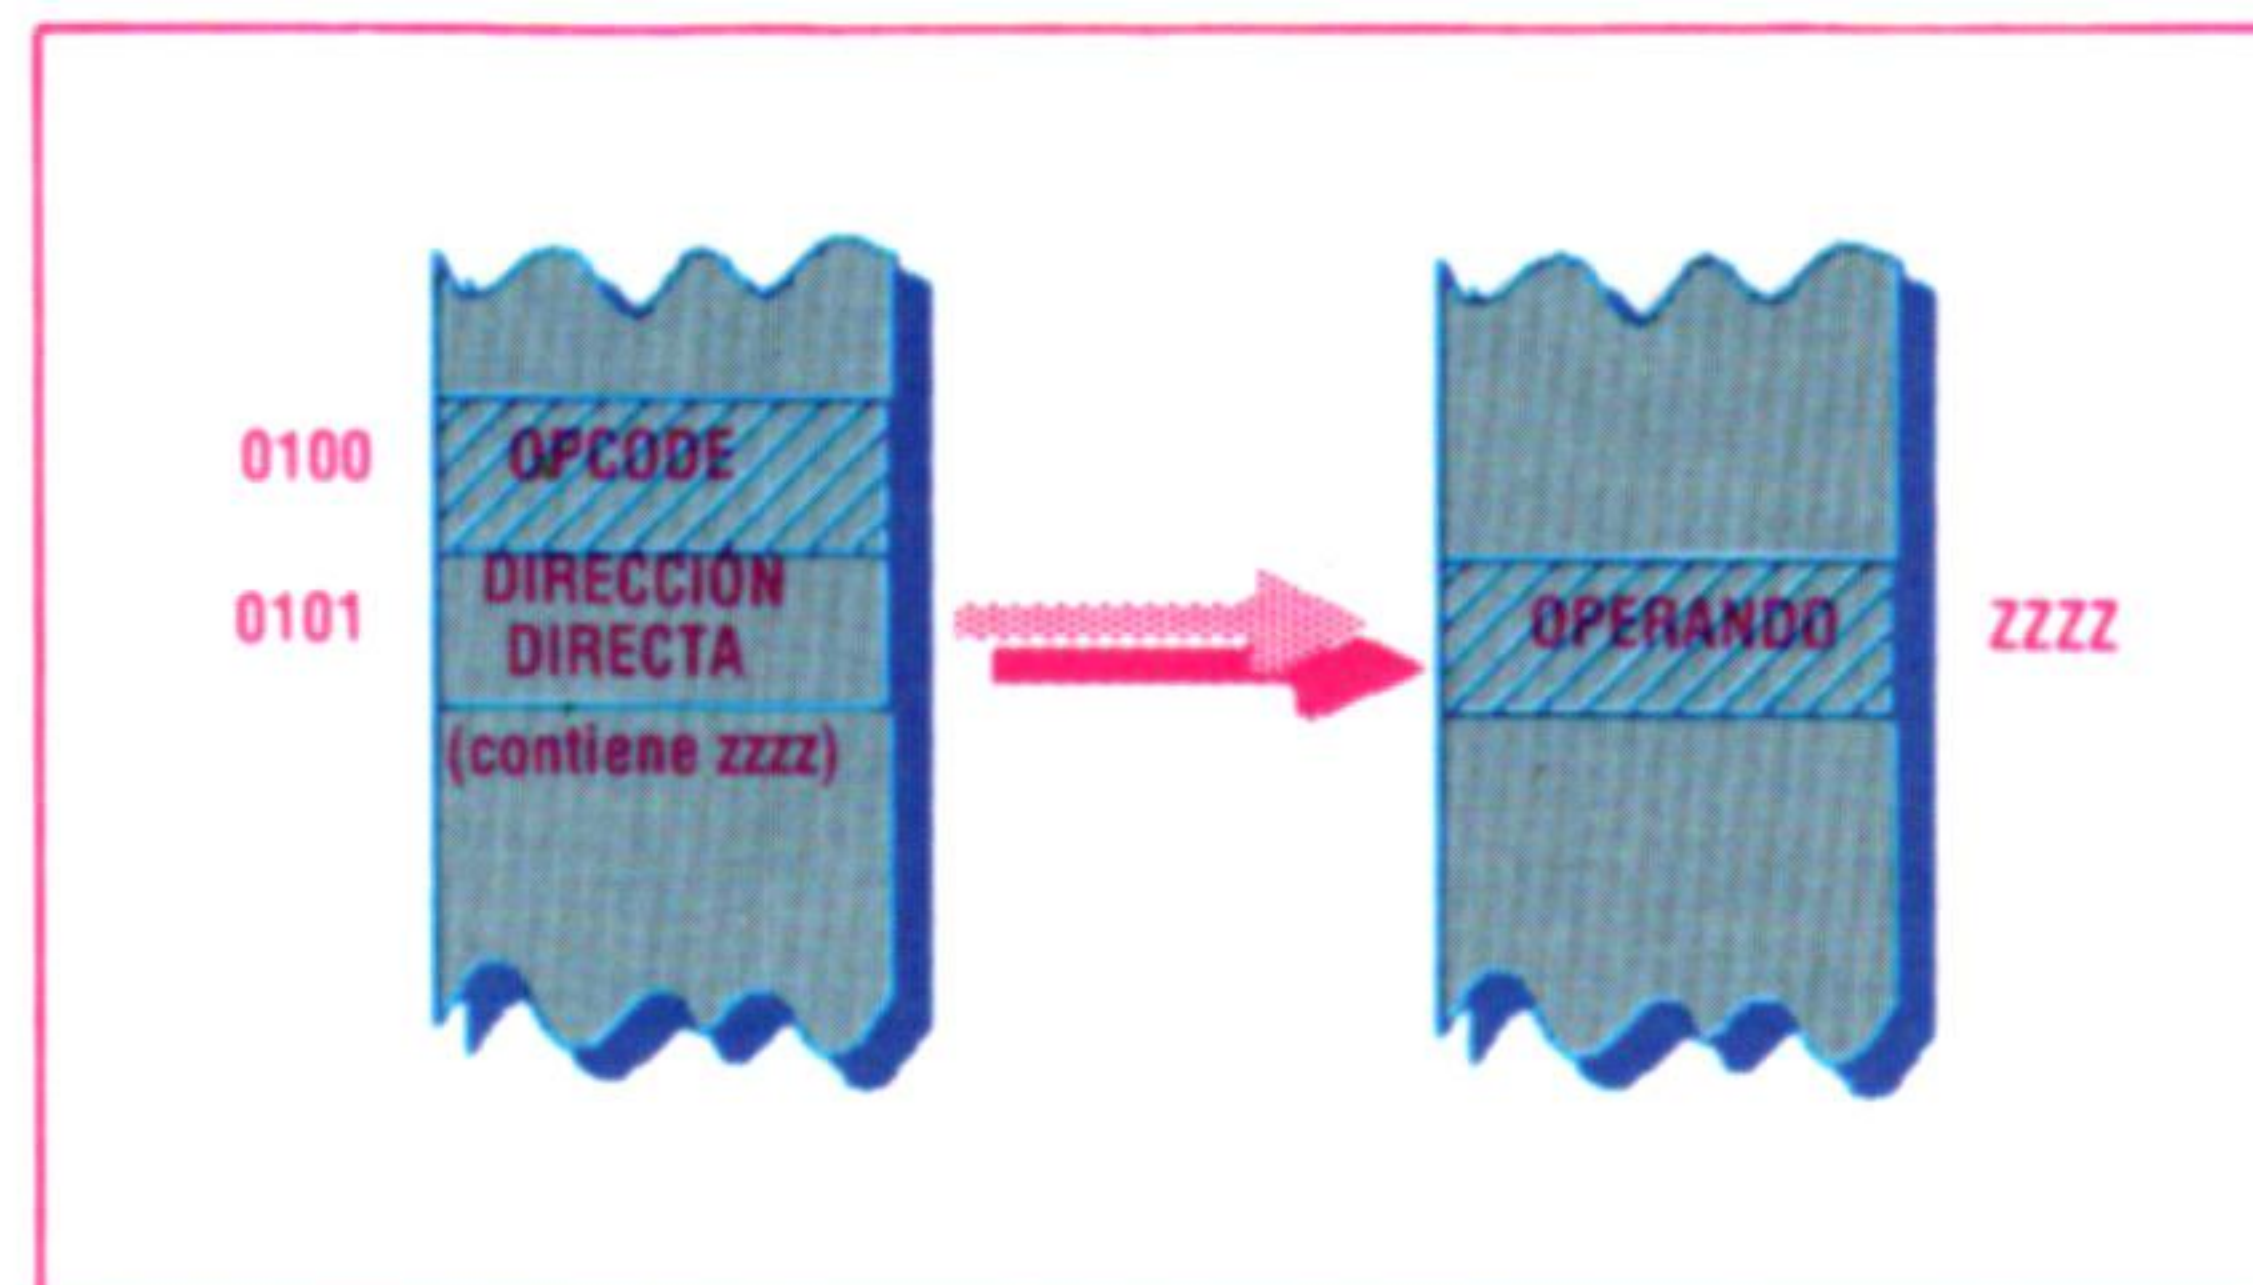 0100
OPCODE
0101
DIRECCIÓN
DIRECTA
(contiene zzzz)
OPERANDO
ZZZZ